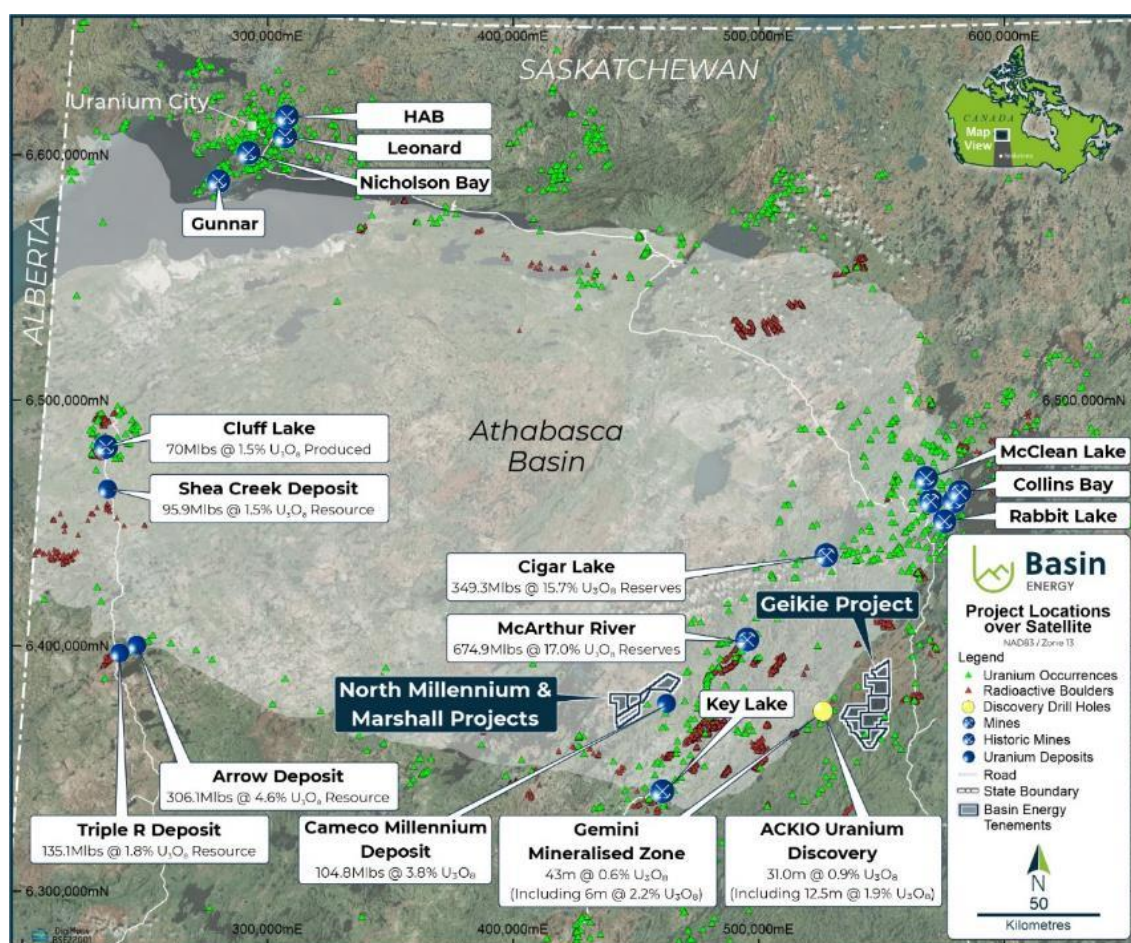 300,000mE
400,000mE
500,000mE
600,000mE
SASKATCHEWAN
Uranium City
HAB
Leonard
Nicholson Bay
Gunnar
CANADA
Map
View
6,600,000mN
ALBERTA
6,500,000mN
6,500,000mN
Cluff Lake
70Mlbs @ 1.5% U₃O₈ Produced
Shea Creek Deposit
95.9Mlbs @ 1.5% U₃O₈ Resource
Athabasca
Basin
McClean Lake
Collins Bay
Rabbit Lake
Cigar Lake
349.3Mlbs @ 15.7% U₃O₈ Reserves
McArthur River
674.9Mlbs @ 17.0% U₃O₈ Reserves
Geikie Project
6,400,000mN
North Millennium &
Marshall Projects
Key Lake
Arrow Deposit
306.1Mlbs @ 4.6% U₃O₈ Resource
Triple R Deposit
135.1Mlbs @ 1.8% U₃O₈ Resource
Cameco Millennium
Deposit
104.8Mlbs @ 3.8% U₃O₈
Gemini
Mineralised Zone
43m @ 0.6% U₃O₈
(Including 6m @ 2.2% U₃O₈)
ACKIO Uranium
Discovery
31.0m @ 0.9% U₃O₈
(Including 12.5m @ 1.9% U₃O₈)
6,300,000mN
300,000mE
400,000mE
500,000mE
Basin
ENERGY
Project Locations
over Satellite
NAD83 / Zone 13
Legend
Uranium Occurrences
Radioactive Boulders
Discovery Drill Holes
Mines
Historic Mines
Uranium Deposits
Road
State Boundary
Basin Energy
Tenements
N
50
Kilometres